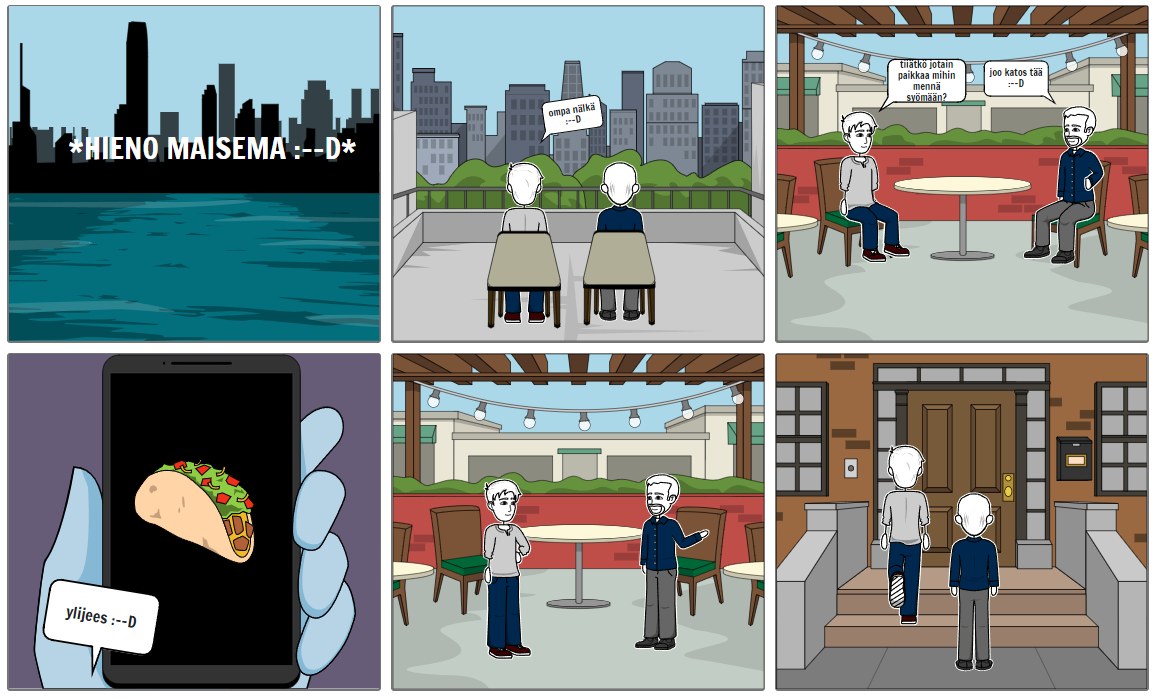 *HIENO MAISEMA :--D*
ompa nälkä
:--D
tiiätkö jotain
paikkaa mihin
mennä
syömään?
joo katos tää
:--D
ylijees :--D